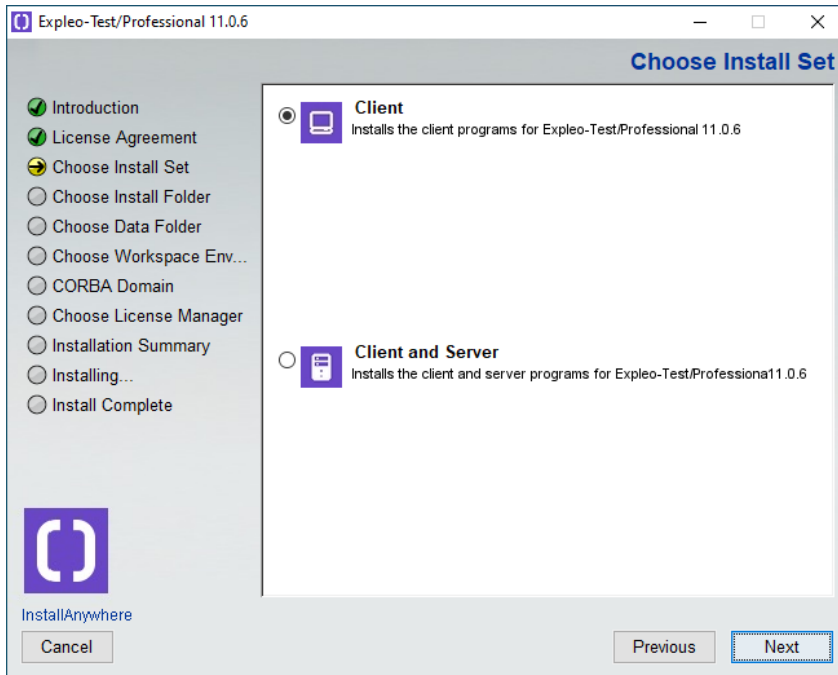 Expleo-Test/Professional 11.0.6
Choose Install Set
Introduction
License Agreement
Choose Install Set
Choose Install Folder
Choose Data Folder
Choose Workspace Env...
CORBA Domain
Choose License Manager
Installation Summary
Installing...
Install Complete
Client
Installs the client programs for Expleo-Test/Professional 11.0.6
Client and Server
Installs the client and server programs for Expleo-Test/Professiona11.0.6
InstallAnywhere
Cancel
Previous
Next